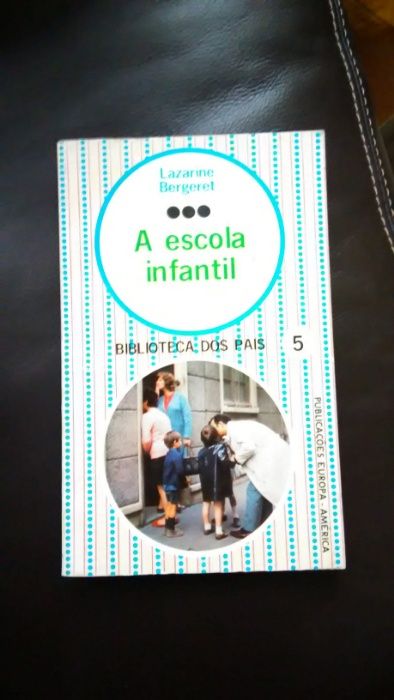 Lazarine
Bergeret
A escola
infantil
BIBLIOTECA DOS PAIS 5
PUBLICAÇÕES EUROPA-AMÉRICA